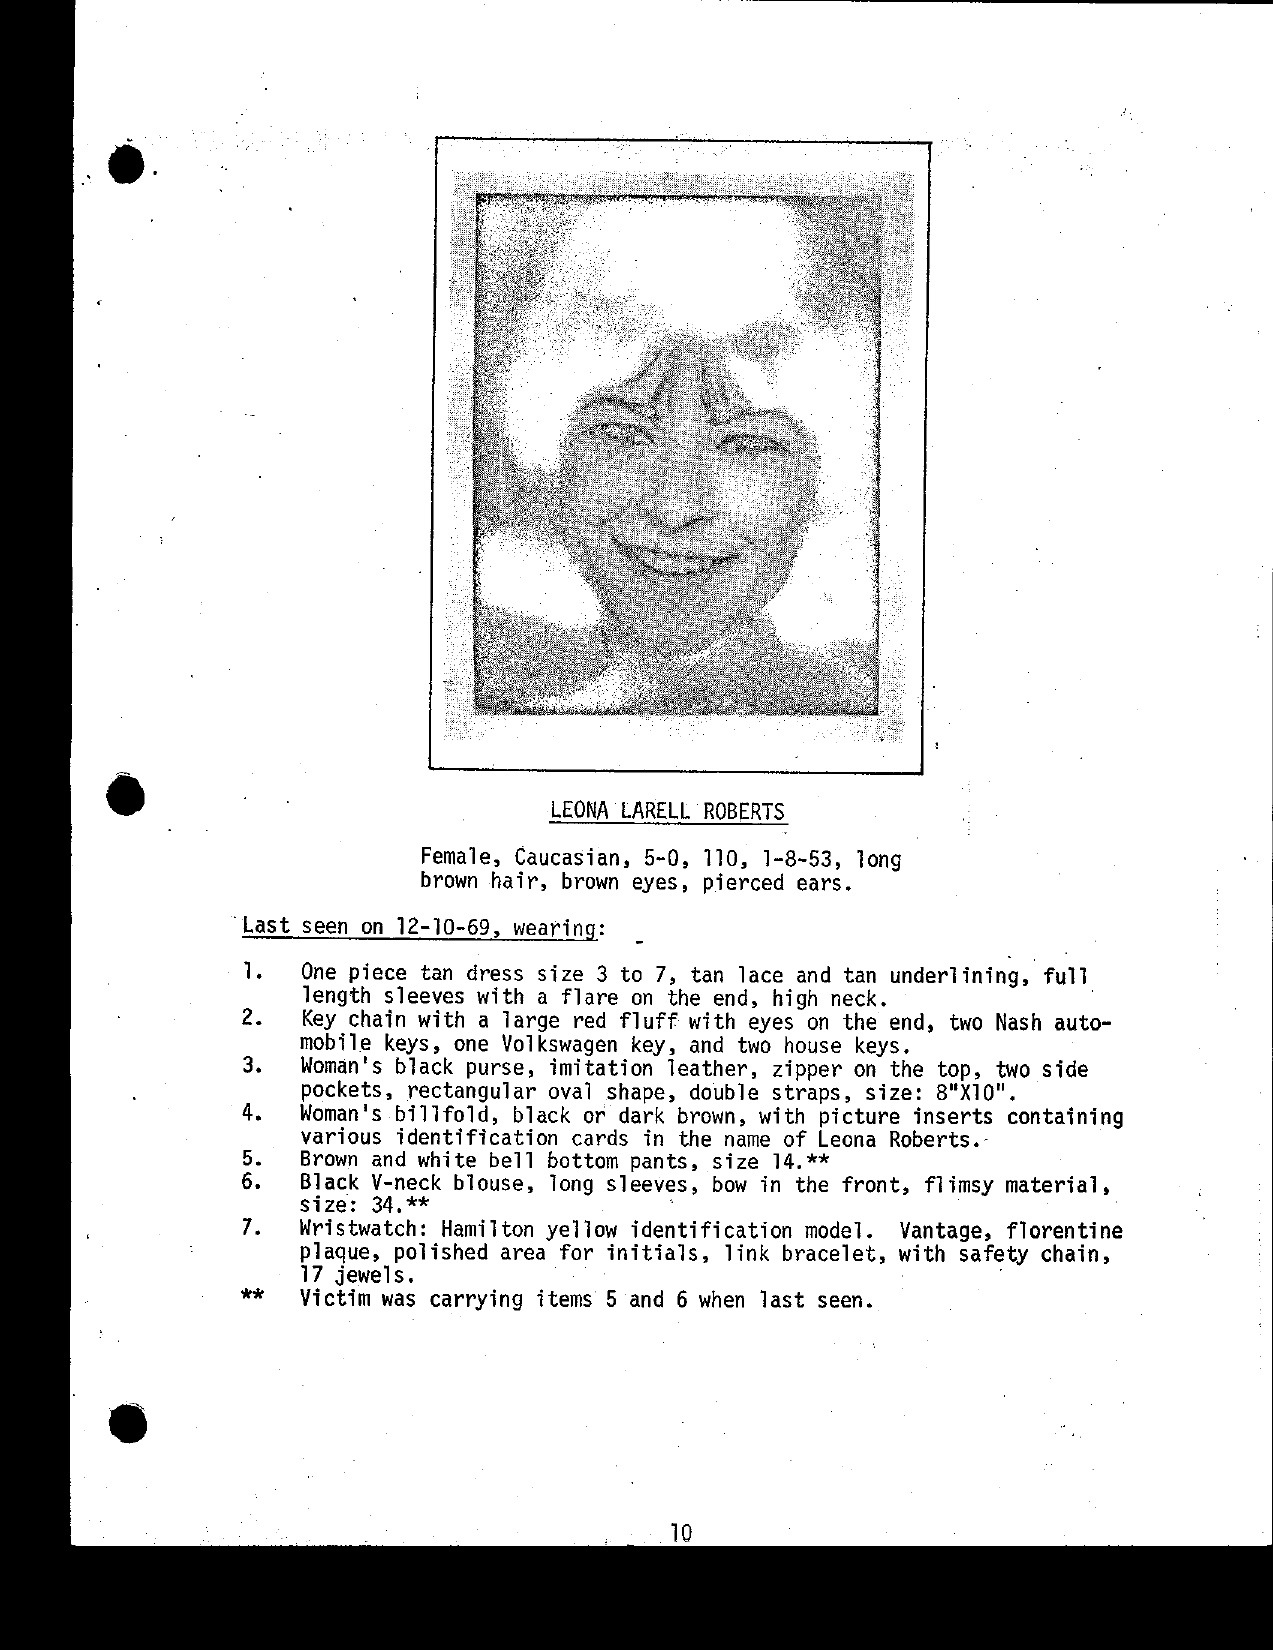 LEONA LARELL ROBERTS
Female, Caucasian, 5-0, 110, 1-8-53, long
brown hair, brown eyes, pierced ears.
Last seen on 12-10-69, wearing:
1. One piece tan dress size 3 to 7, tan lace and tan underlining, full
length sleeves with a flare on the end, high neck.
2. Key chain with a large red fluff with eyes on the end, two Nash auto-
mobile keys, one Volkswagen key, and two house keys.
3. Woman's black purse, imitation leather, zipper on the top, two side
pockets, rectangular oval shape, double straps, size: 8"X10".
4. Woman's billfold, black or dark brown, with picture inserts containing
various identification cards in the name of Leona Roberts.
5. Brown and white bell bottom pants, size 14.**
6. Black V-neck blouse, long sleeves, bow in the front, flimsy material,
size: 34.**
7. Wristwatch: Hamilton yellow identification model. Vantage, florentine
plaque, polished area for initials, link bracelet, with safety chain,
17 jewels.
** Victim was carrying items 5 and 6 when last seen.
10